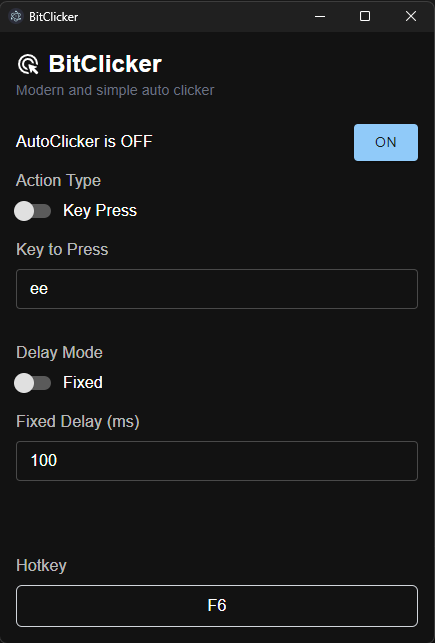 BitClicker
BitClicker
Modern and simple auto clicker
AutoClicker is OFF
ON
Action Type
Key Press
Key to Press
ee
Delay Mode
Fixed
Fixed Delay (ms)
100
Hotkey
F6